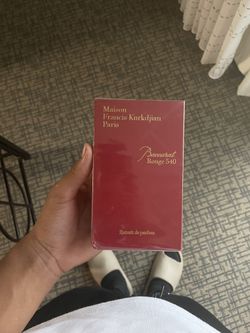 Maison
Francis Kurkdjian
Paris
Baccarat
Rouge 540
Extrait de parfum